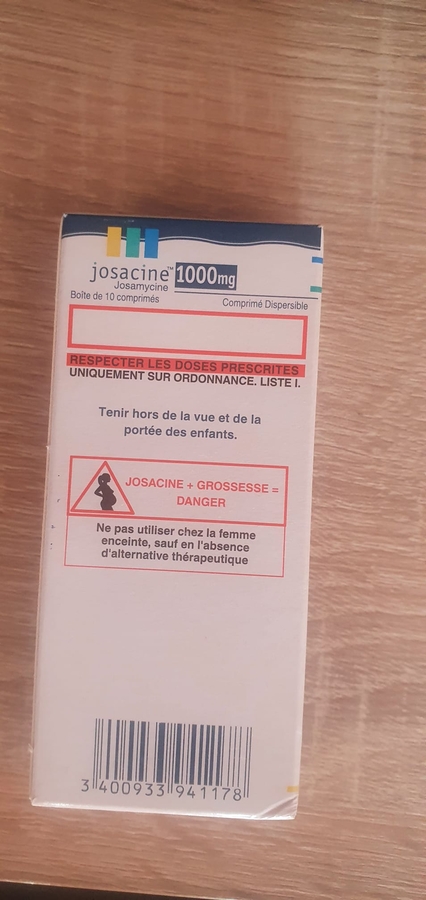 josacine™ 1000mg
Josamycine
Boîte de 10 comprimés
Comprimé Dispersible
RESPECTER LES DOSES PRESCRITES
UNIQUEMENT SUR ORDONNANCE. LISTE I.
Tenir hors de la vue et de la
portée des enfants.
JOSACINE + GROSSESSE =
DANGER
Ne pas utiliser chez la femme
enceinte, sauf en l'absence
d'alternative thérapeutique
3 400933 941178